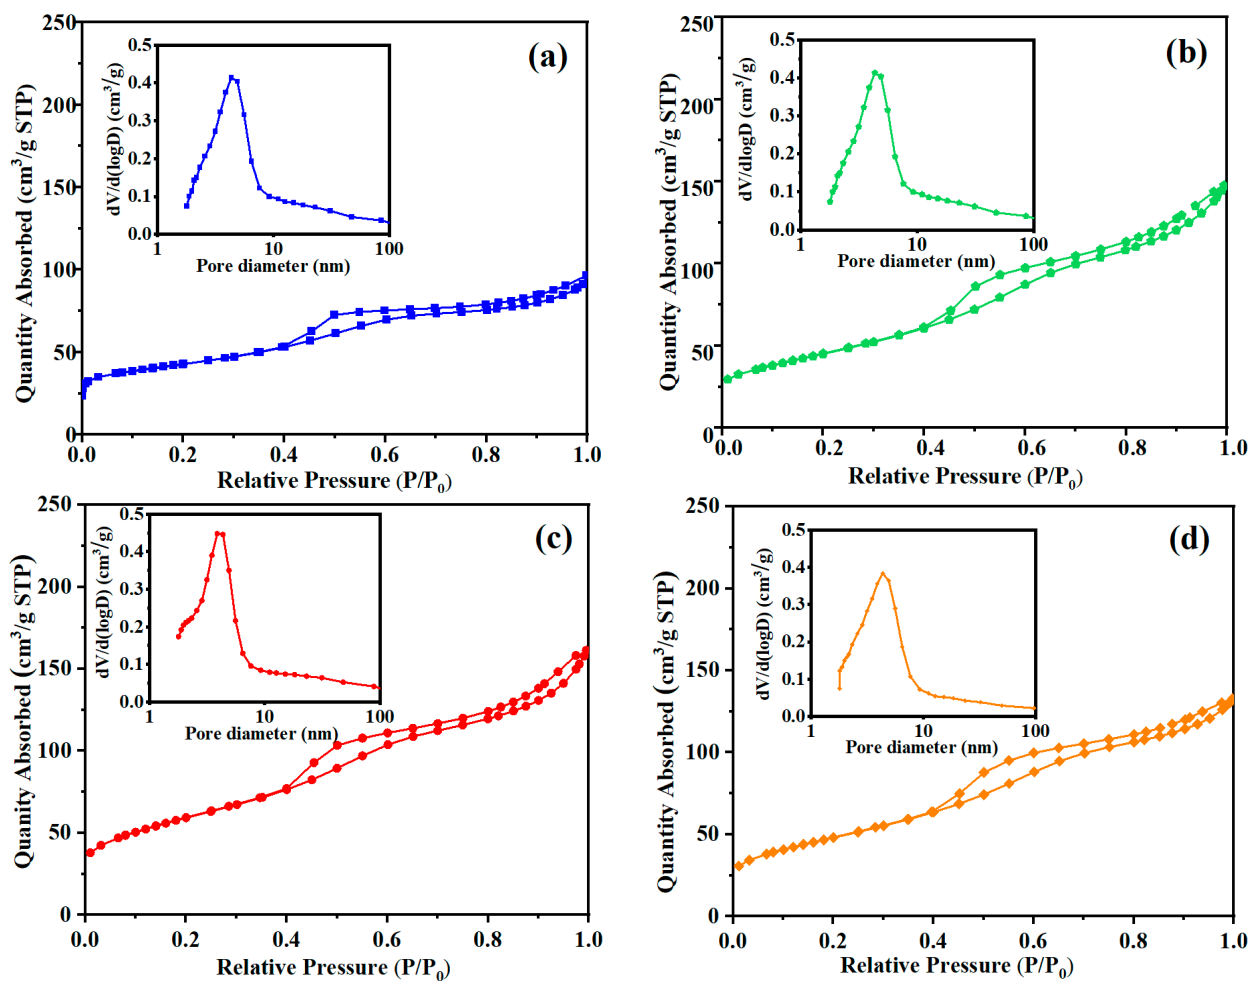 (a)
Quantity Absorbed (cm³/g STP)
250
200
150
100
50
0
0.0 0.2 0.4 0.6 0.8 1.0
Relative Pressure (P/P₀)
dV/d(logD) (cm³/g)
0.5
0.4
0.3
0.2
0.1
0.0
1 10 100
Pore diameter (nm)
(b)
Quantity Absorbed (cm³/g STP)
250
200
150
100
50
0
0.0 0.2 0.4 0.6 0.8 1.0
Relative Pressure (P/P₀)
dV/dlogD (cm³/g)
0.5
0.4
0.3
0.2
0.1
0.0
1 10 100
Pore diameter (nm)
(c)
Quanity Absorbed (cm³/g STP)
250
200
150
100
50
0
0.0 0.2 0.4 0.6 0.8 1.0
Relative Pressure (P/P₀)
dV/d(logD) (cm³/g)
0.5
0.4
0.3
0.2
0.1
0.0
1 10 100
Pore diameter (nm)
(d)
Quantity Absorbed (cm³/g STP)
250
200
150
100
50
0
0.0 0.2 0.4 0.6 0.8 1.0
Relative Pressure (P/P₀)
dV/d(logD) (cm³/g)
0.5
0.4
0.3
0.2
0.1
0.0
1 10 100
Pore diameter (nm)